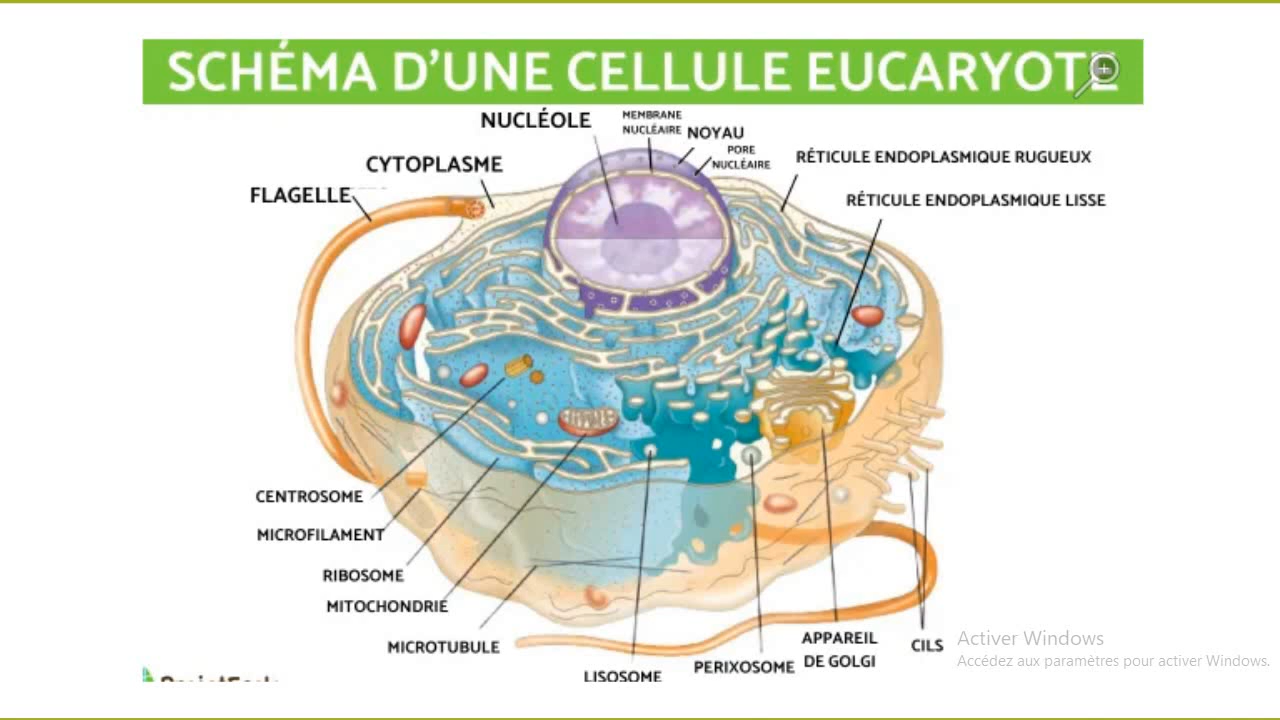 SCHÉMA D'UNE CELLULE EUCARYOTE
NUCLÉOLE
MEMBRANE
NUCLÉAIRE
NOYAU
PORE
NUCLÉAIRE
CYTOPLASME
RÉTICULE ENDOPLASMIQUE RUGUEUX
FLAGELLE
RÉTICULE ENDOPLASMIQUE LISSE
CENTROSOME
MICROFILAMENT
RIBOSOME
MITOCHONDRIE
MICROTUBULE
LISOSOME
PERIXOSOME
APPAREIL
DE GOLGI
CILS
Activer Windows
Accédez aux paramètres pour activer Windows.